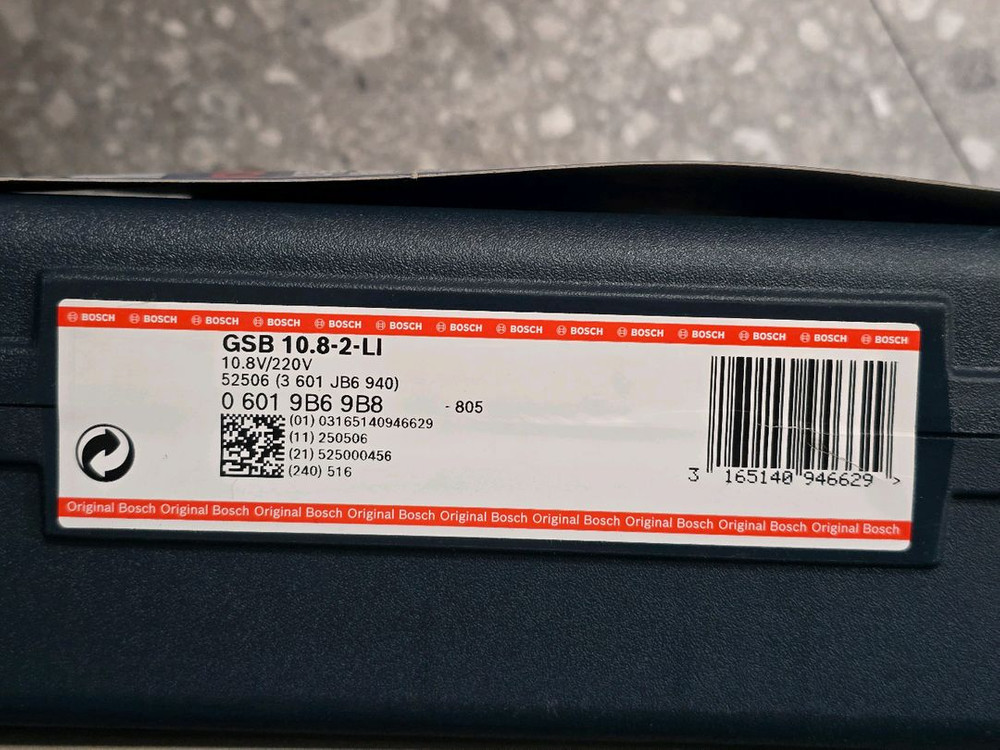 BOSCH BOSCH BOSCH BOSCH BOSCH BOSCH BOSCH BOSCH BOSCH BOSCH BOSCH BOSCH BOSCH BOSCH
GSB 10.8-2-LI
10.8V/220V
52506 (3 601 JB6 940)
0 601 9B6 9B8 - 805
(01) 03165140946629
(11) 250506
(21) 525000456
(240) 516
3 165140 946629 >
Original Bosch Original Bosch Original Bosch Original Bosch Original Bosch Original Bosch Original Bosch Original Bosch Original Bosch